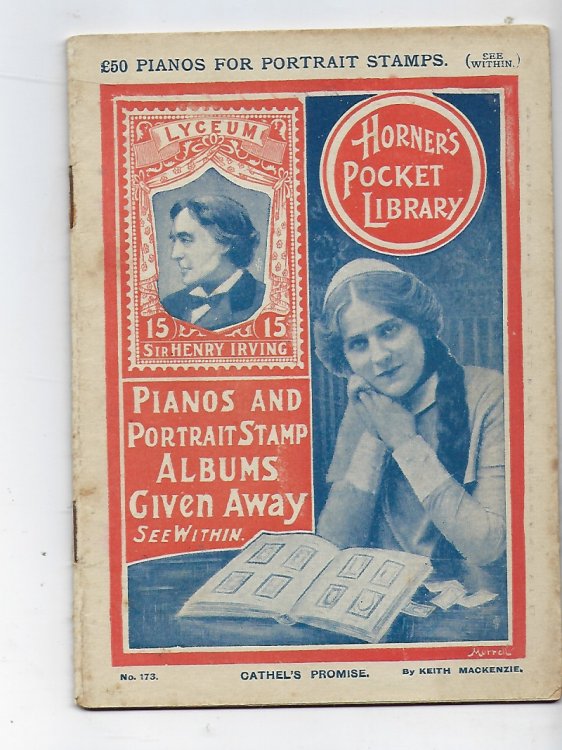 £50 PIANOS FOR PORTRAIT STAMPS. (SEE WITHIN.)
LYCEUM
15 15
SIR HENRY IRVING
HORNER'S
POCKET
LIBRARY
PIANOS AND
PORTRAIT STAMP
ALBUMS
GIVEN AWAY
SEE WITHIN.
Murrell
No. 173. CATHEL'S PROMISE. By KEITH MACKENZIE.